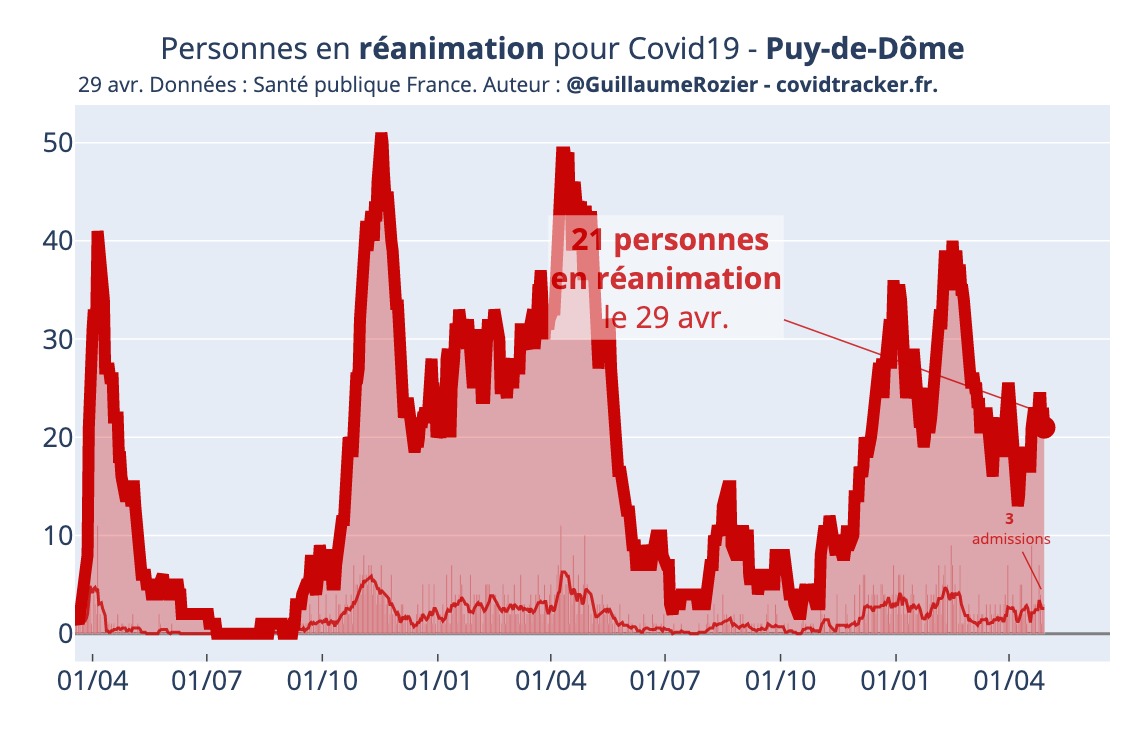 Personnes en réanimation pour Covid19 - Puy-de-Dôme
29 avr. Données : Santé publique France. Auteur : @GuillaumeRozier - covidtracker.fr.
50
40
30
20
10
0
21 personnes
en réanimation
le 29 avr.
3
admissions
01/04
01/07
01/10
01/01
01/04
01/07
01/10
01/01
01/04